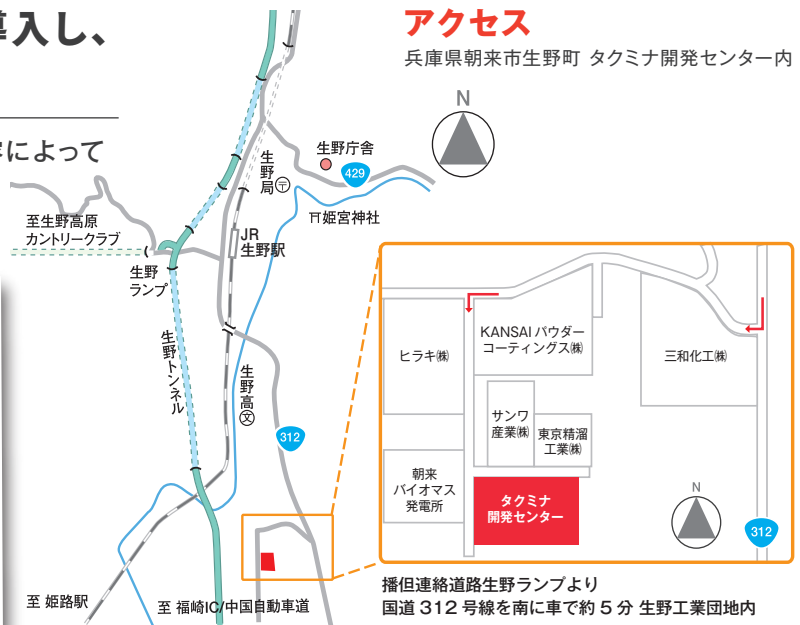 導入し、
容によって
アクセス
兵庫県朝来市生野町 タクミナ開発センター内
N
生野庁舎
429
生野局
〒
姫宮神社
至生野高原
カントリークラブ
JR
生野駅
生野
ランプ
生野トンネル
生野高
文
312
至 姫路駅
至 福崎IC/中国自動車道
KANSAI パウダー
コーティングス㈱
ヒラキ㈱
三和化工㈱
サンワ
産業㈱
東京精溜
工業㈱
朝来
バイオマス
発電所
タクミナ
開発センター
N
312
播但連絡道路生野ランプより
国道 312 号線を南に車で約 5 分 生野工業団地内